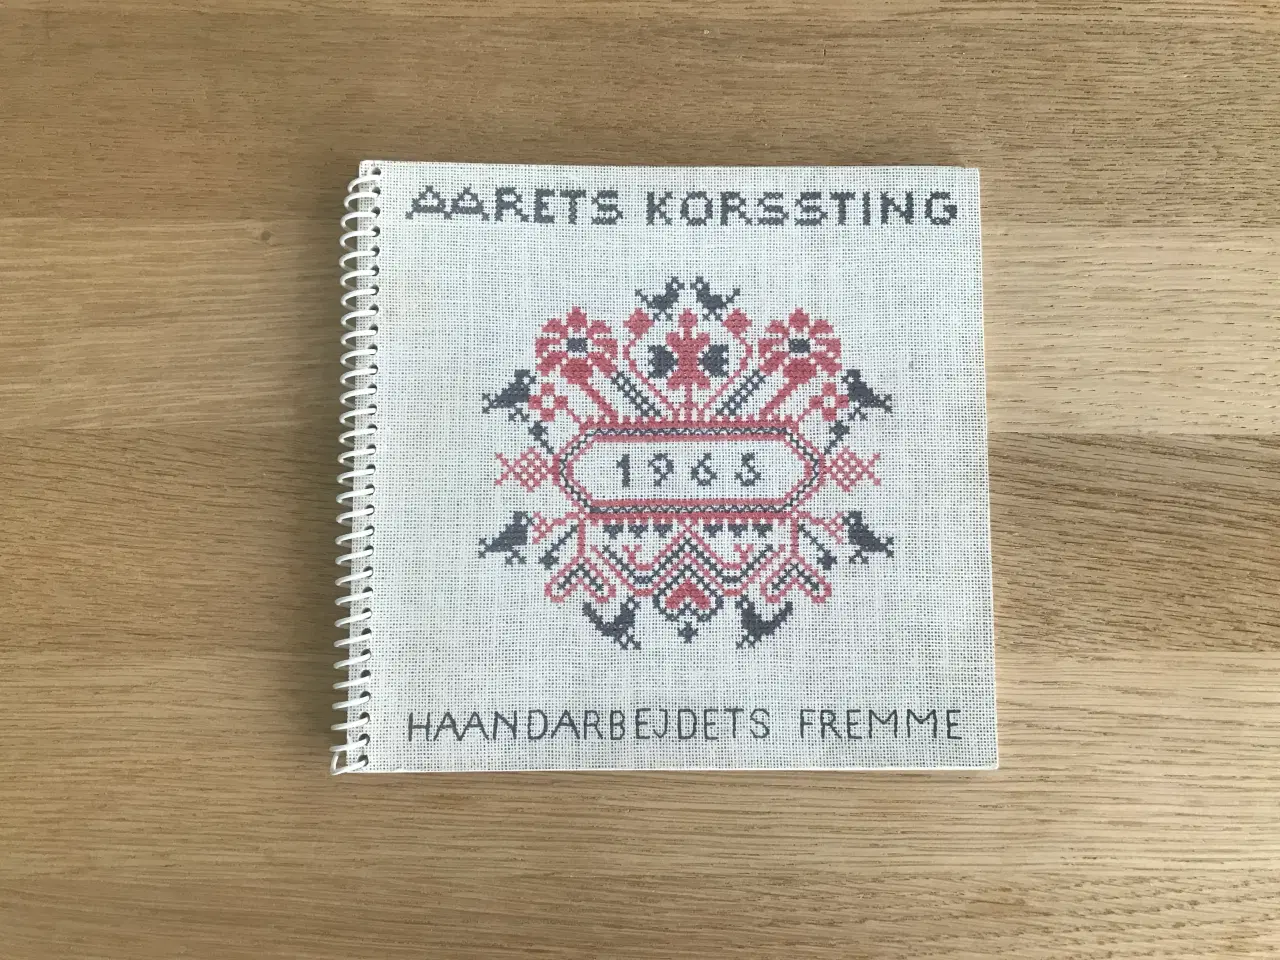 AARETS KORSSTING
1968
HAANDARBEJDETS FREMME